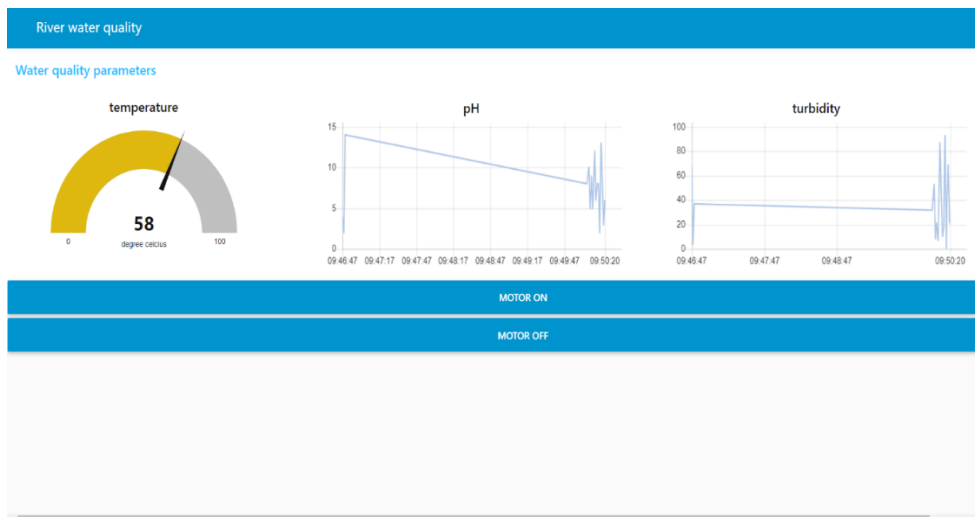 River water quality
Water quality parameters
temperature
58
degree celcius
0
100
pH
15
10
5
0
09:46:47 09:47:17 09:47:47 09:48:17 09:48:47 09:49:17 09:49:47 09:50:20
turbidity
100
80
60
40
20
0
09:46:47 09:47:47 09:48:47 09:50:20
MOTOR ON
MOTOR OFF